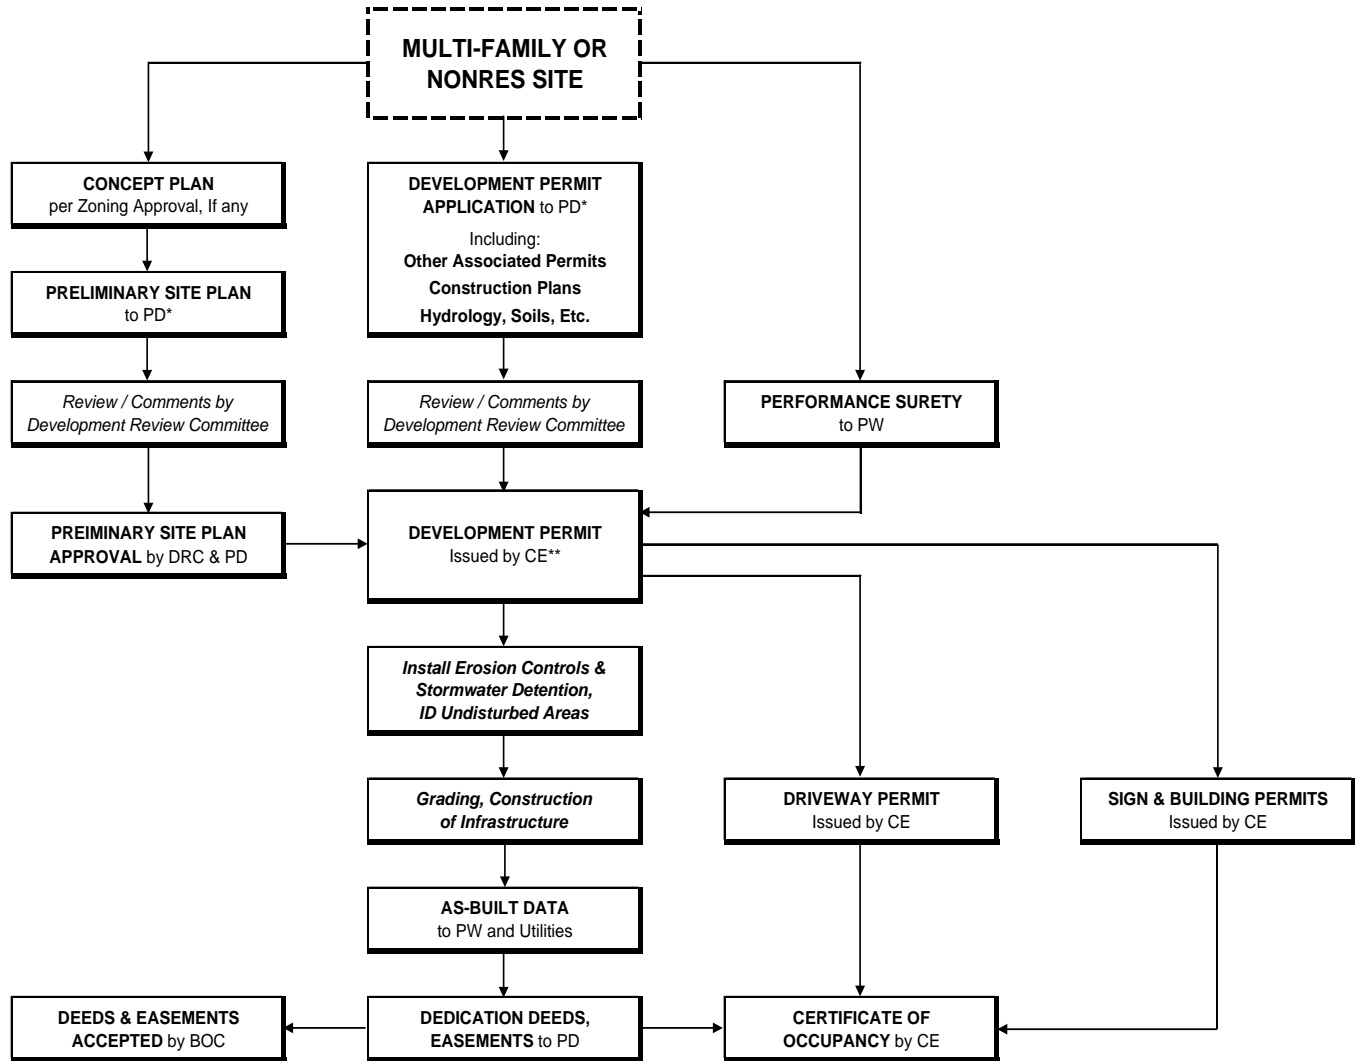 MULTI-FAMILY OR
NONRES SITE
CONCEPT PLAN
per Zoning Approval, If any
DEVELOPMENT PERMIT
APPLICATION to PD*
Including:
Other Associated Permits
Construction Plans
Hydrology, Soils, Etc.
PRELIMINARY SITE PLAN
to PD*
Review / Comments by
Development Review Committee
Review / Comments by
Development Review Committee
PERFORMANCE SURETY
to PW
PREIMINARY SITE PLAN
APPROVAL by DRC & PD
DEVELOPMENT PERMIT
Issued by CE**
Install Erosion Controls &
Stormwater Detention,
ID Undisturbed Areas
Grading, Construction
of Infrastructure
DRIVEWAY PERMIT
Issued by CE
SIGN & BUILDING PERMITS
Issued by CE
AS-BUILT DATA
to PW and Utilities
DEEDS & EASEMENTS
ACCEPTED by BOC
DEDICATION DEEDS,
EASEMENTS to PD
CERTIFICATE OF
OCCUPANCY by CE